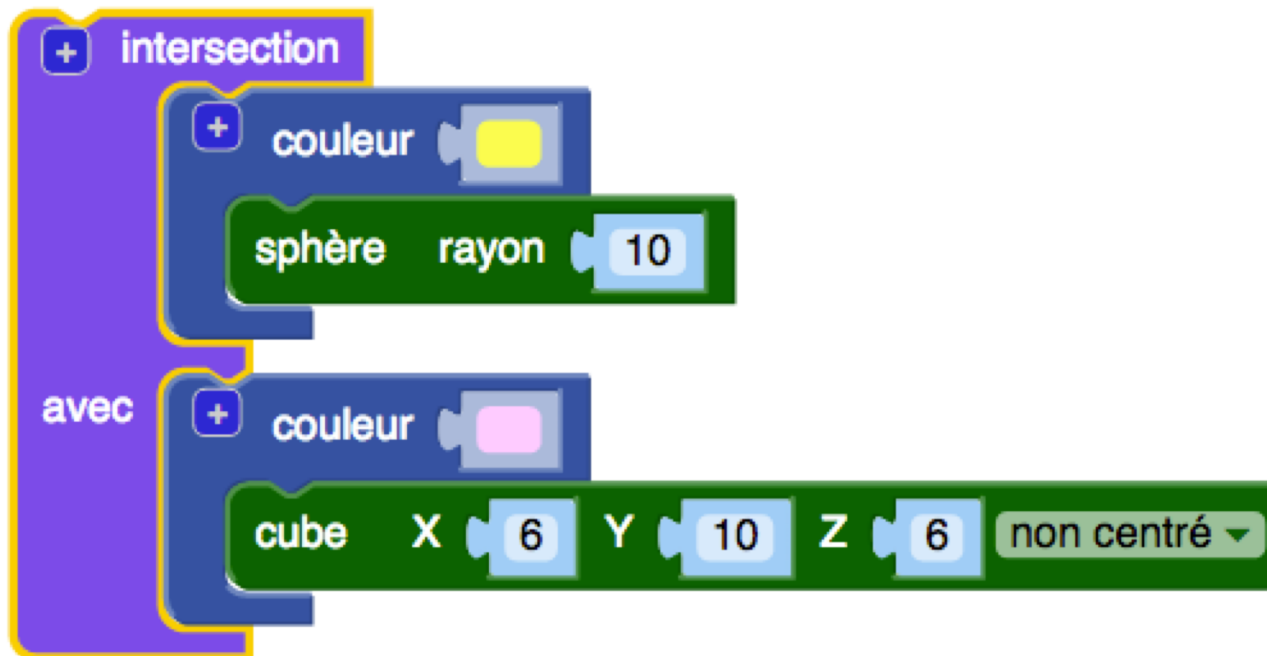 + intersection
+ couleur
sphère rayon 10
avec + couleur
cube X 6 Y 10 Z 6 non centré